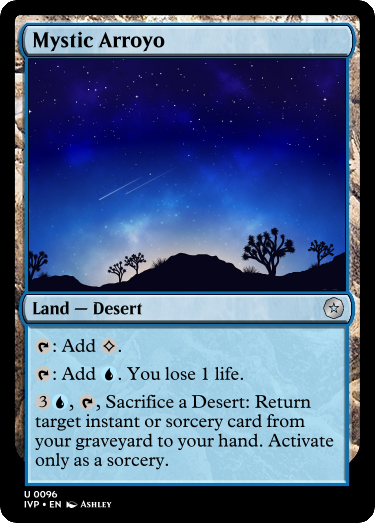 Mystic Arroyo
Land — Desert
: Add .
: Add . You lose 1 life.
3 , , Sacrifice a Desert: Return
target instant or sorcery card from
your graveyard to your hand. Activate
only as a sorcery.
U 0096
IVP • EN Ashley